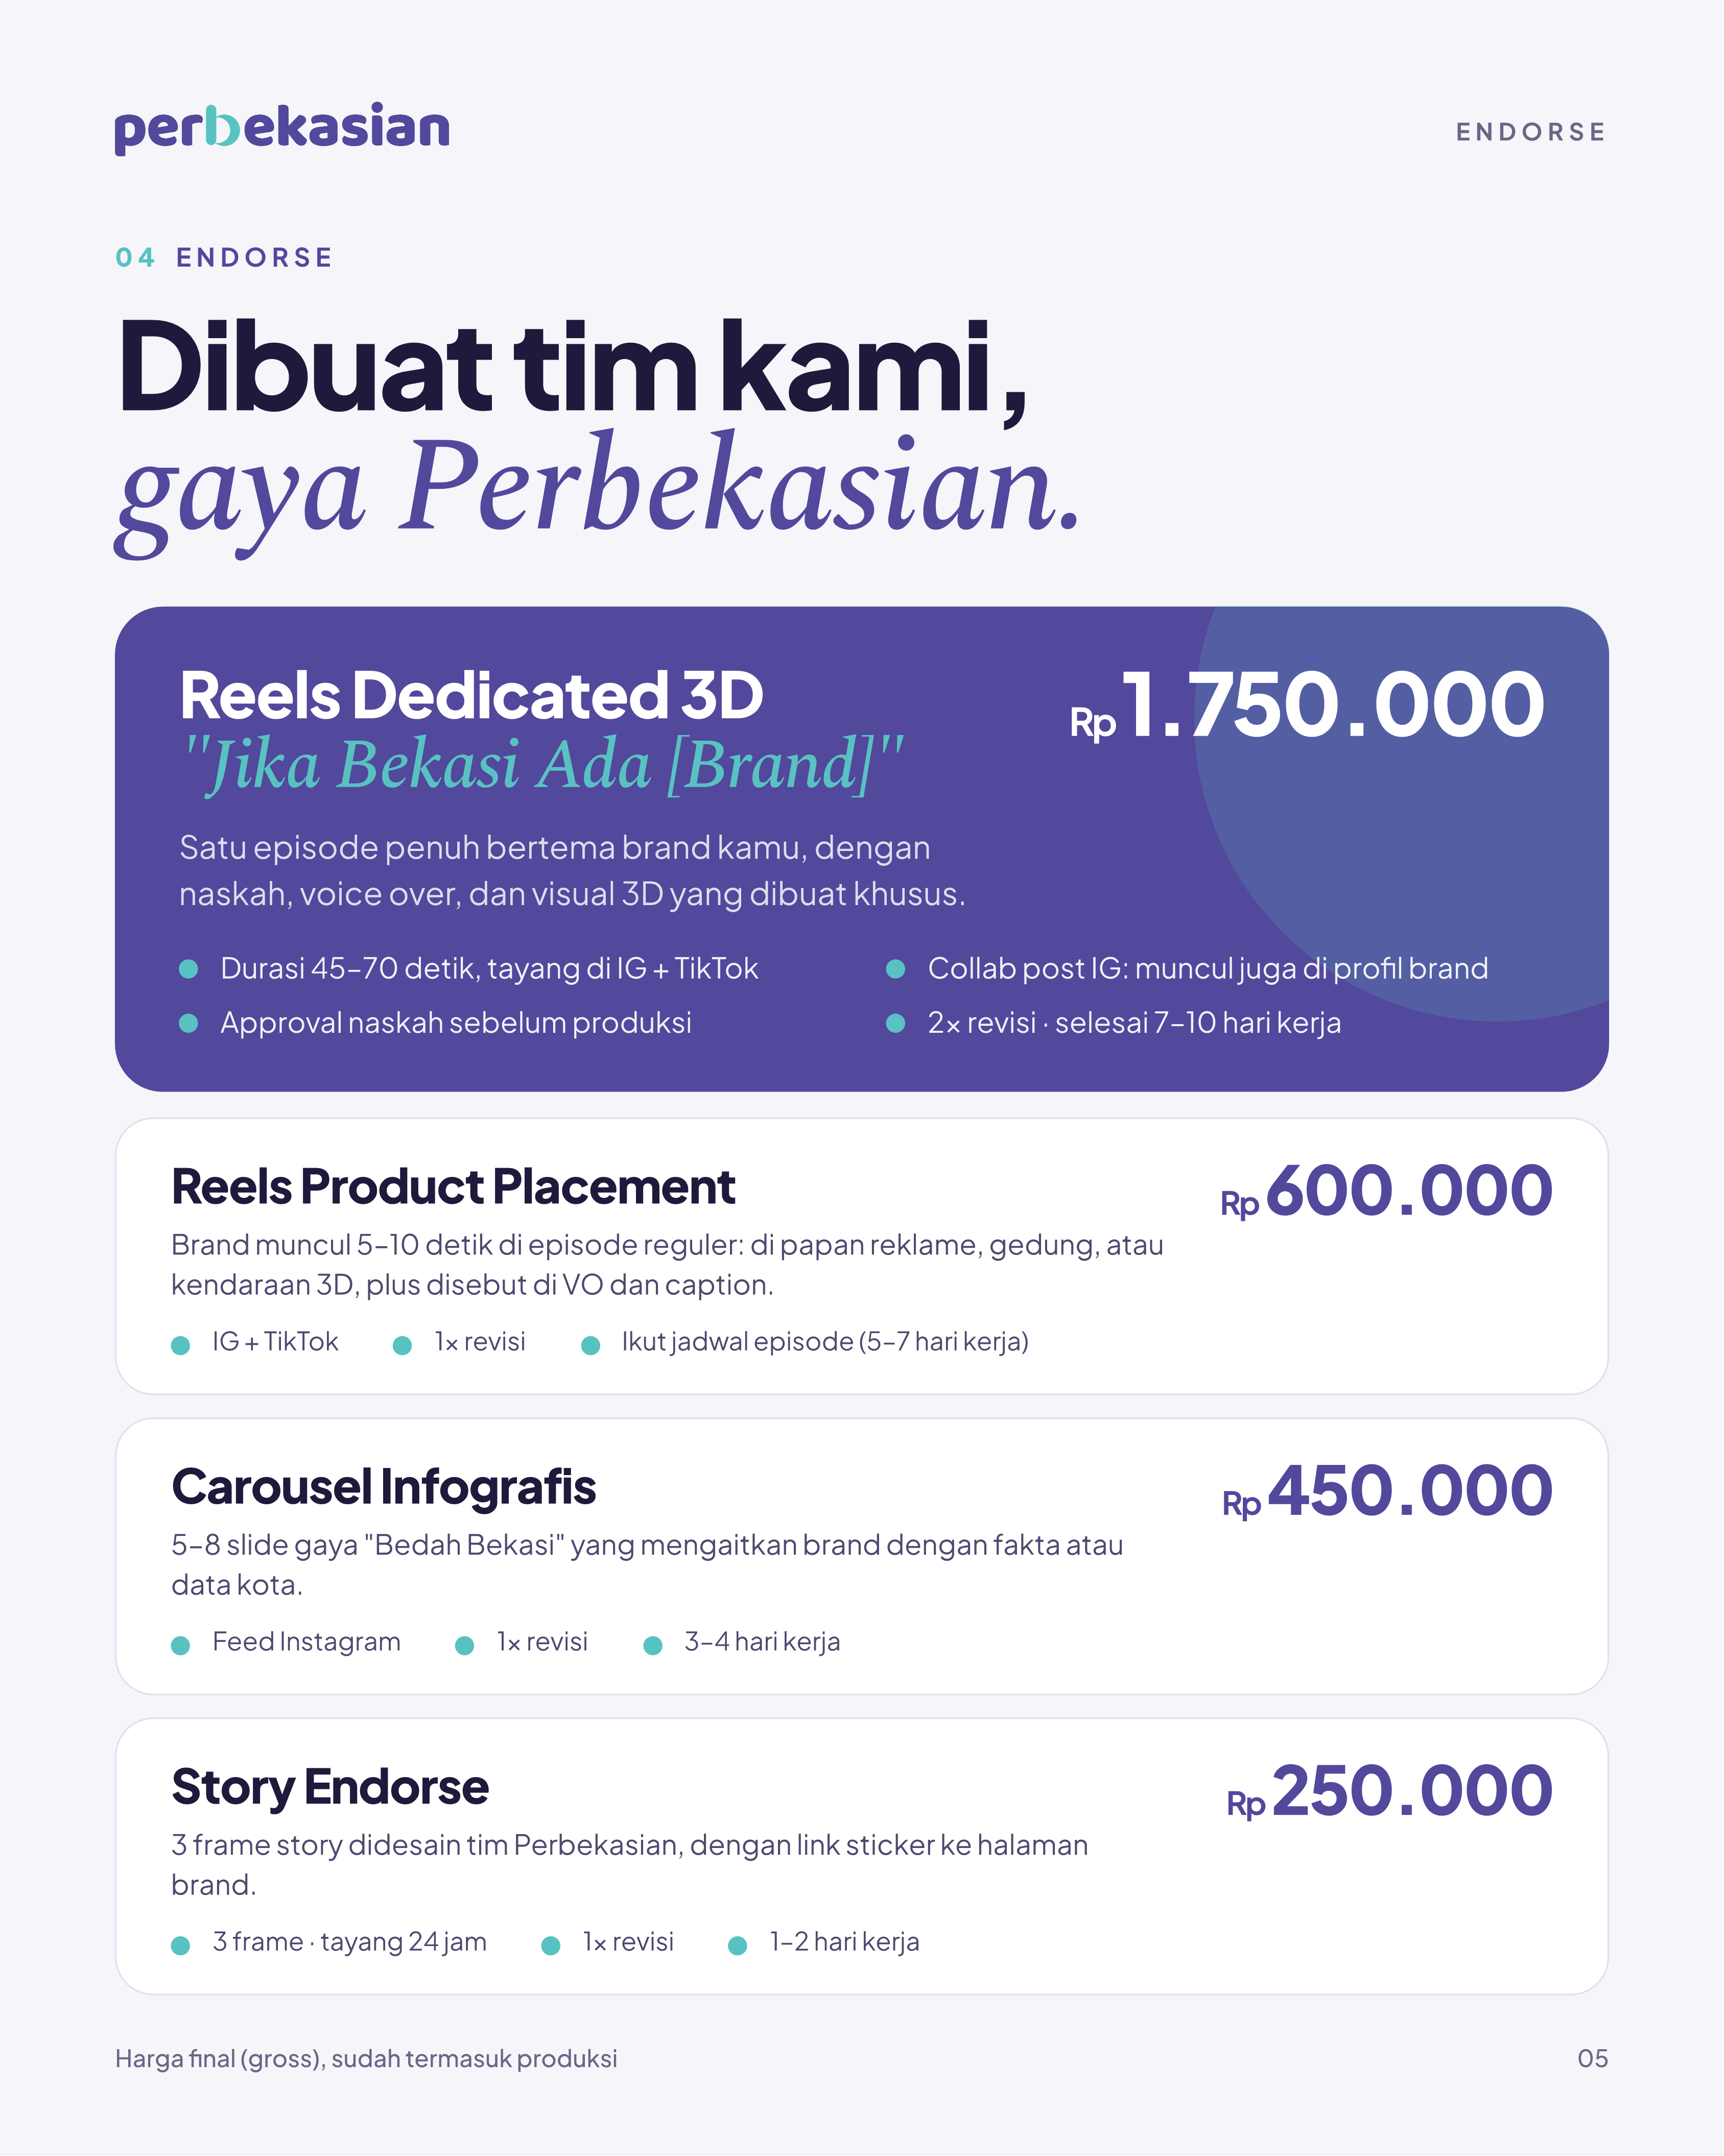 perbekasian
ENDORSE
04 ENDORSE
Dibuat tim kami,
gaya Perbekasian.
Reels Dedicated 3D
Rp 1.750.000
"Jika Bekasi Ada [Brand]"
Satu episode penuh bertema brand kamu, dengan
naskah, voice over, dan visual 3D yang dibuat khusus.
Durasi 45–70 detik, tayang di IG + TikTok
Collab post IG: muncul juga di profil brand
Approval naskah sebelum produksi
2× revisi · selesai 7–10 hari kerja
Reels Product Placement
Rp 600.000
Brand muncul 5–10 detik di episode reguler: di papan reklame, gedung, atau
kendaraan 3D, plus disebut di VO dan caption.
IG + TikTok
1× revisi
Ikut jadwal episode (5–7 hari kerja)
Carousel Infografis
Rp 450.000
5–8 slide gaya "Bedah Bekasi" yang mengaitkan brand dengan fakta atau
data kota.
Feed Instagram
1× revisi
3–4 hari kerja
Story Endorse
Rp 250.000
3 frame story didesain tim Perbekasian, dengan link sticker ke halaman
brand.
3 frame · tayang 24 jam
1× revisi
1–2 hari kerja
Harga final (gross), sudah termasuk produksi
05